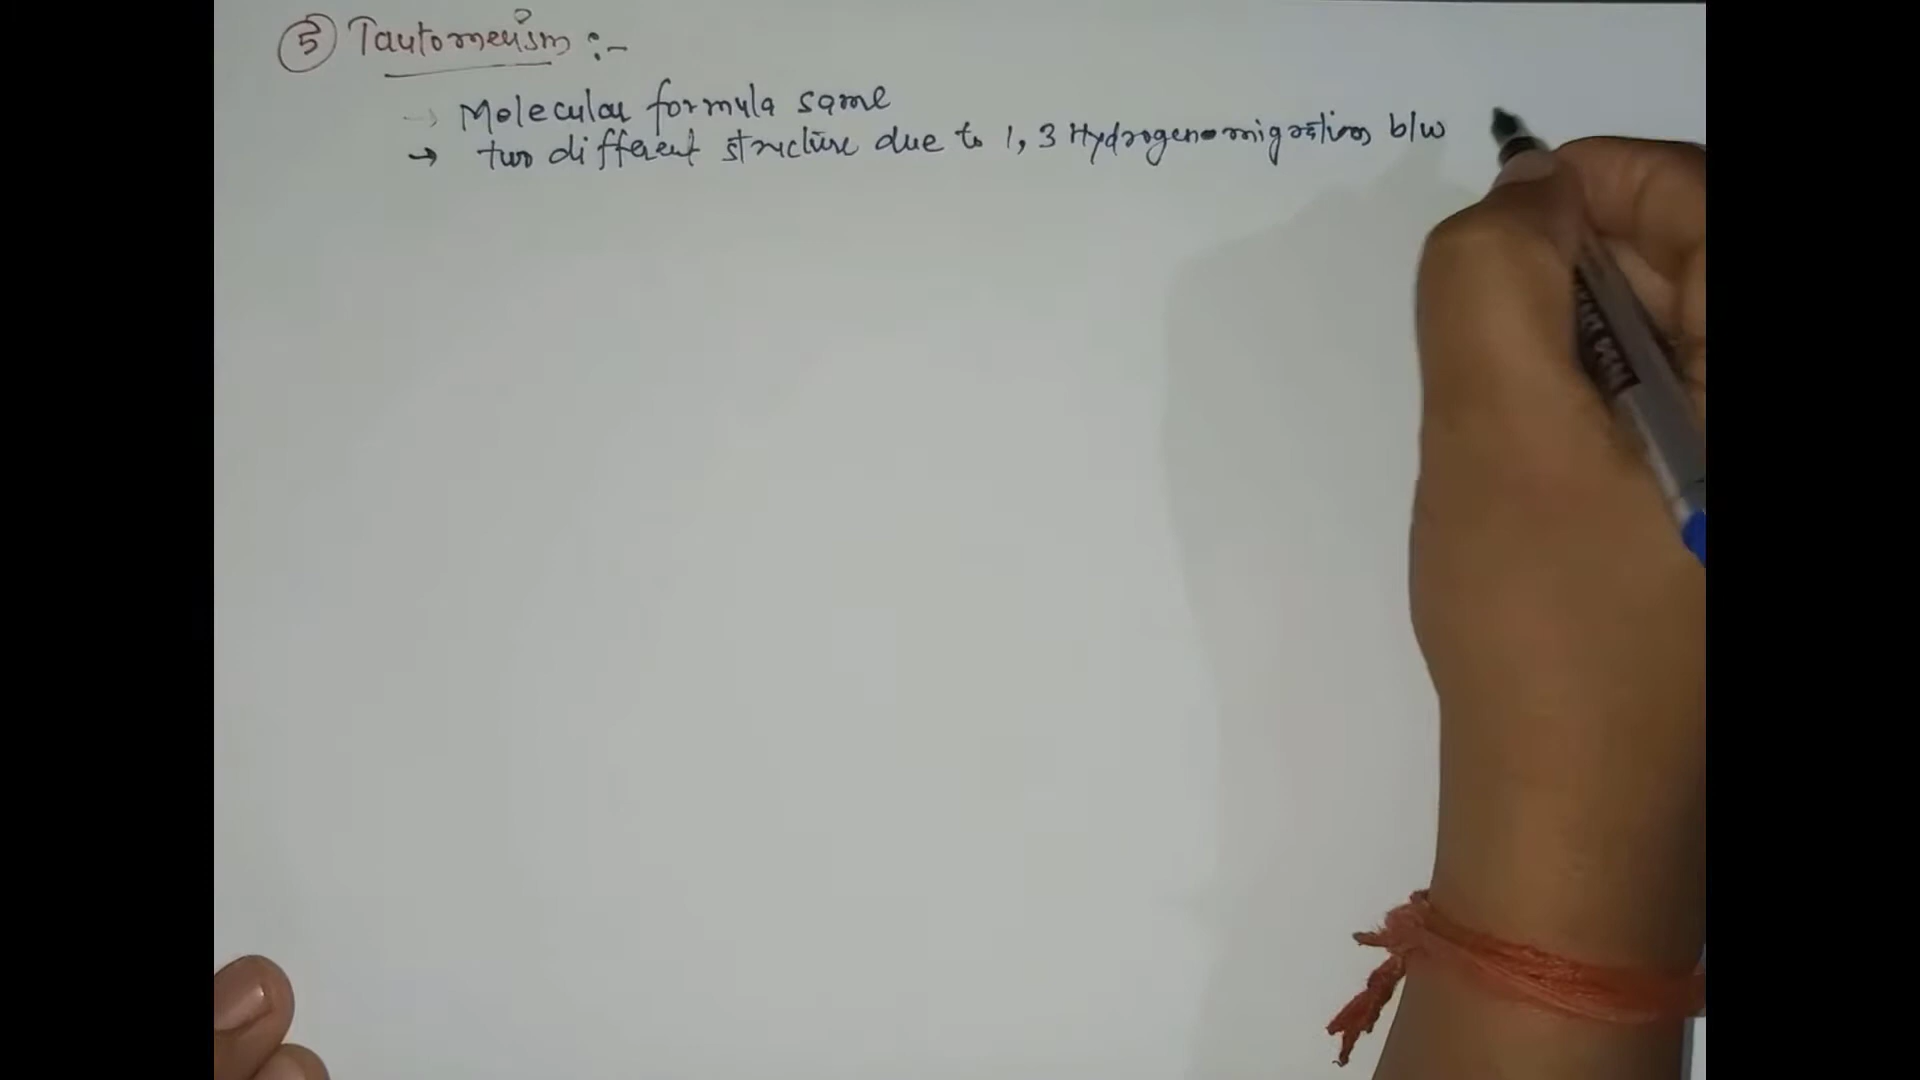 5 Tautomerism :-
→ Molecular formula same
→ two different structure due to 1, 3 Hydrogen migration b/w